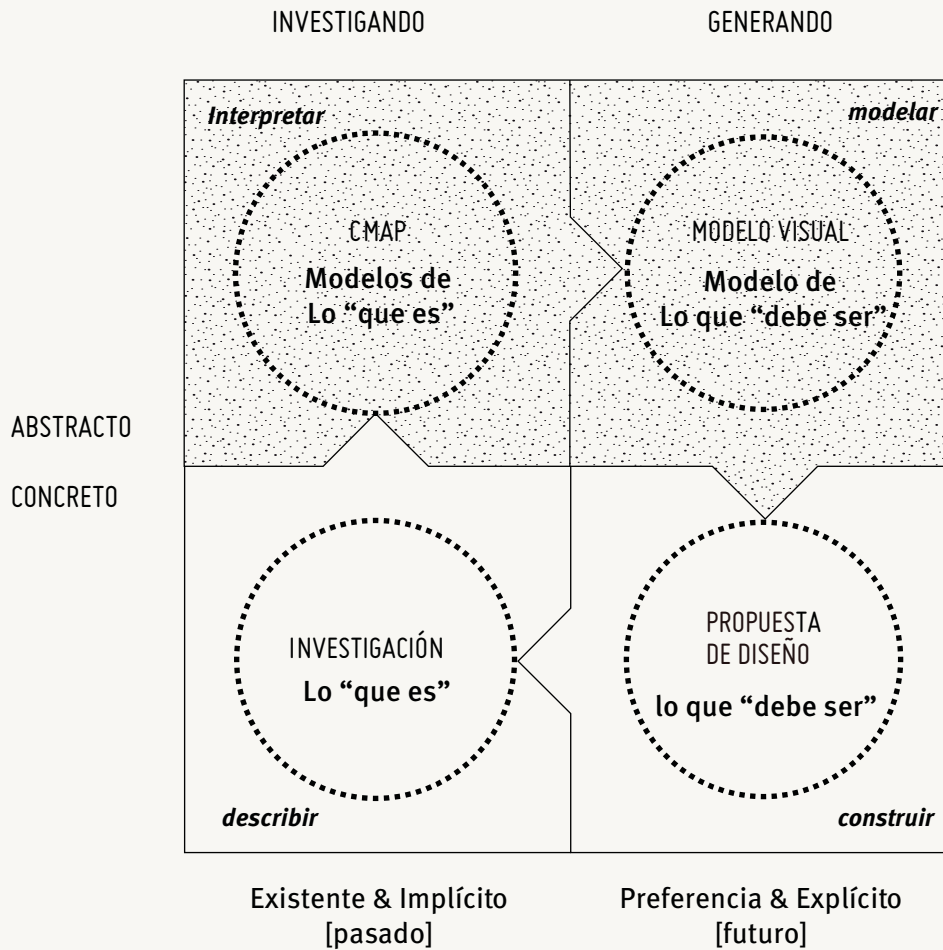 INVESTIGANDO
GENERANDO
Interpretar
modelar
CMAP
Modelos de
Lo “que es”
MODELO VISUAL
Modelo de
Lo que “debe ser”
ABSTRACTO
CONCRETO
INVESTIGACIÓN
Lo “que es”
PROPUESTA
DE DISEÑO
lo que “debe ser”
describir
construir
Existente & Implícito
[pasado]
Preferencia & Explícito
[futuro]